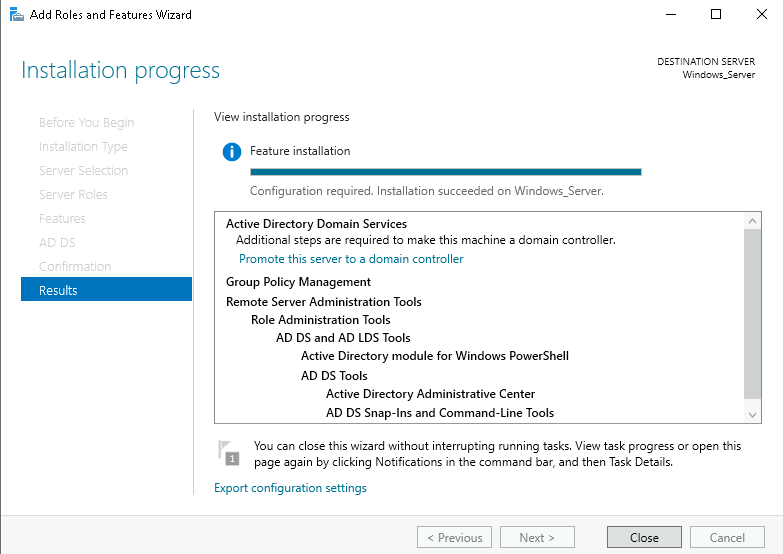 Add Roles and Features Wizard
Installation progress
DESTINATION SERVER
Windows_Server
Before You Begin
Installation Type
Server Selection
Server Roles
Features
AD DS
Confirmation
Results
View installation progress
Feature installation
Configuration required. Installation succeeded on Windows_Server.
Active Directory Domain Services
Additional steps are required to make this machine a domain controller.
Promote this server to a domain controller
Group Policy Management
Remote Server Administration Tools
Role Administration Tools
AD DS and AD LDS Tools
Active Directory module for Windows PowerShell
AD DS Tools
Active Directory Administrative Center
AD DS Snap-Ins and Command-Line Tools
1
You can close this wizard without interrupting running tasks. View task progress or open this
page again by clicking Notifications in the command bar, and then Task Details.
Export configuration settings
< Previous
Next >
Close
Cancel